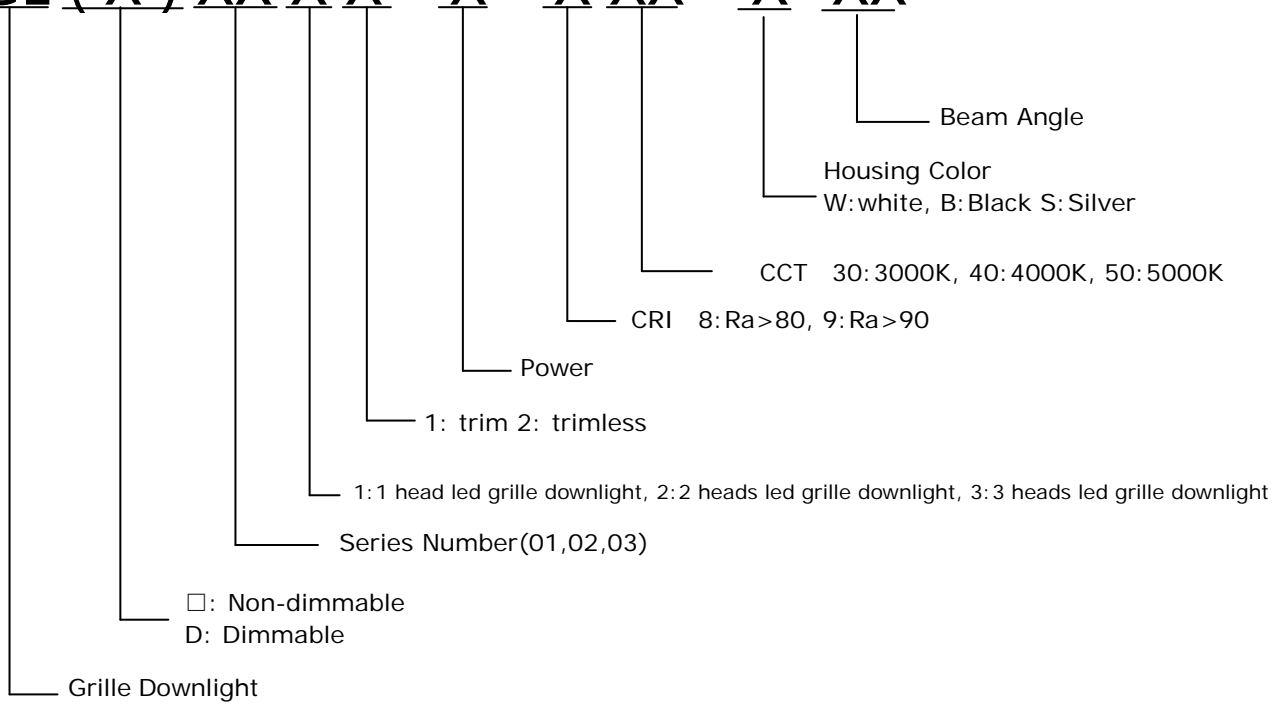 Beam Angle
Housing Color
W:white, B:Black S:Silver
CCT 30:3000K, 40:4000K, 50:5000K
CRI 8:Ra>80, 9:Ra>90
Power
1: trim 2: trimless
1:1 head led grille downlight, 2:2 heads led grille downlight, 3:3 heads led grille downlight
Series Number(01,02,03)
□: Non-dimmable
D: Dimmable
Grille Downlight